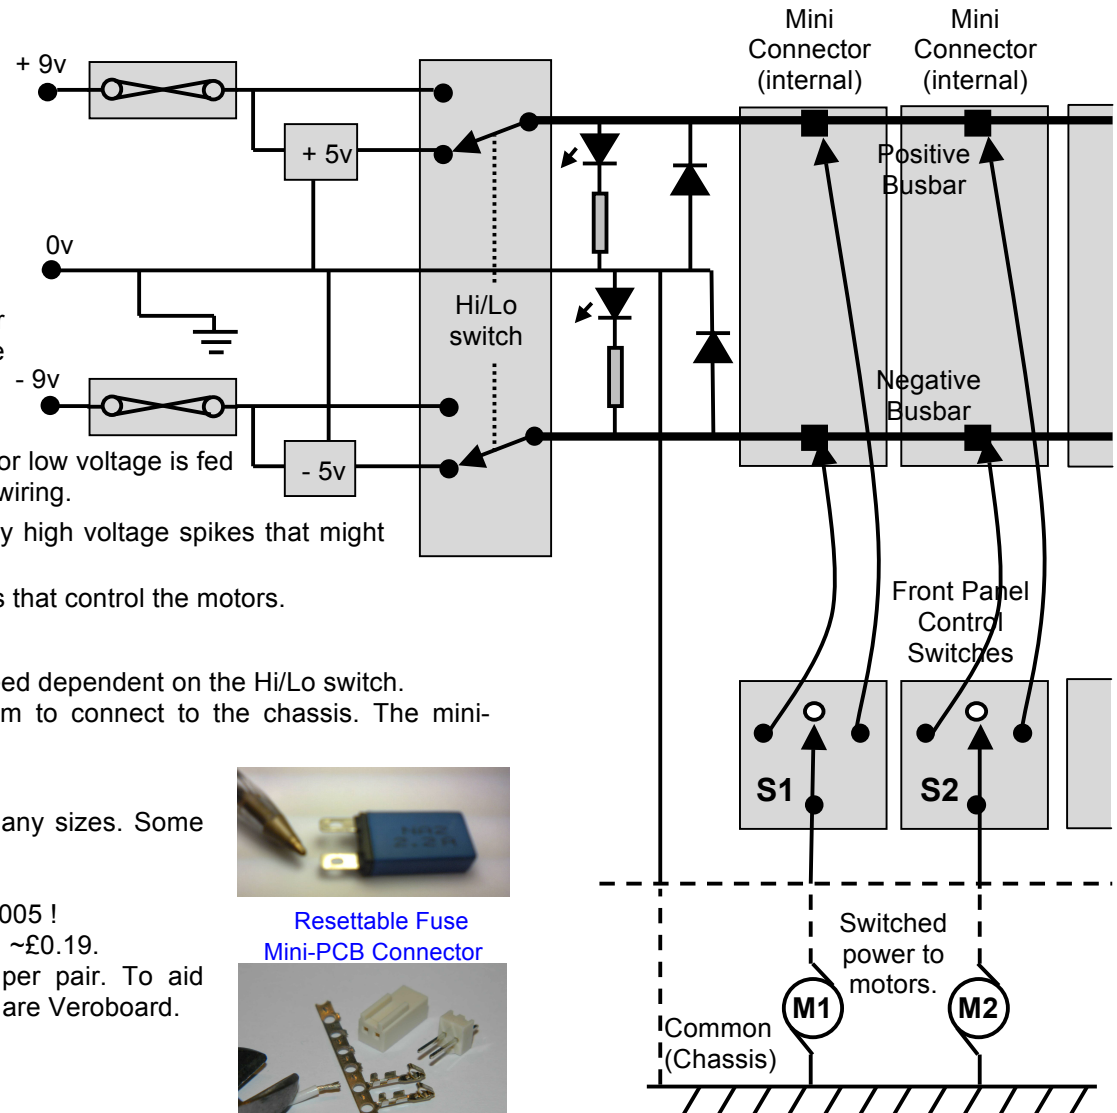 Mini
Connector
(internal)
Mini
Connector
(internal)
+ 9v
+ 5v
Positive
Busbar
0v
Hi/Lo
switch
- 9v
Negative
Busbar
- 5v
or low voltage is fed
wiring.
y high voltage spikes that might
s that control the motors.
Front Panel
Control
Switches
ed dependent on the Hi/Lo switch.
m to connect to the chassis. The mini-
S1
S2
any sizes. Some
2.2A
005 !
~£0.19.
per pair. To aid
are Veroboard.
Resettable Fuse
Mini-PCB Connector
Switched
power to
motors.
M1
M2
Common
(Chassis)